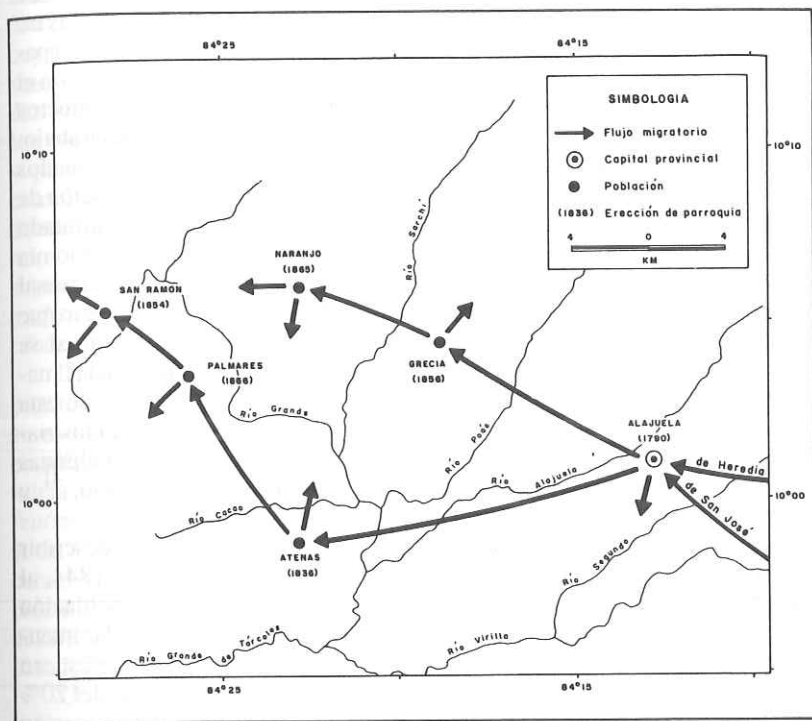 84°25
84°15
SIMBOLOGIA
Flujo migratorio
Capital provincial
Población
(1836) Erección de parroquia
4 0 4
KM
10°10
10°10
Río Sarchí
NARANJO
(1865)
SAN RAMÓN
(1854)
GRECIA
(1856)
PALMARES
(1866)
Río Grande
Río Poás
ALAJUELA
(1790)
de Heredia
de San José
Río Alajuela
10°00
10°00
Río Cacao
ATENAS
(1836)
Río Segundo
Río Grande de Tárcoles
Río Virilla
84°25
84°15